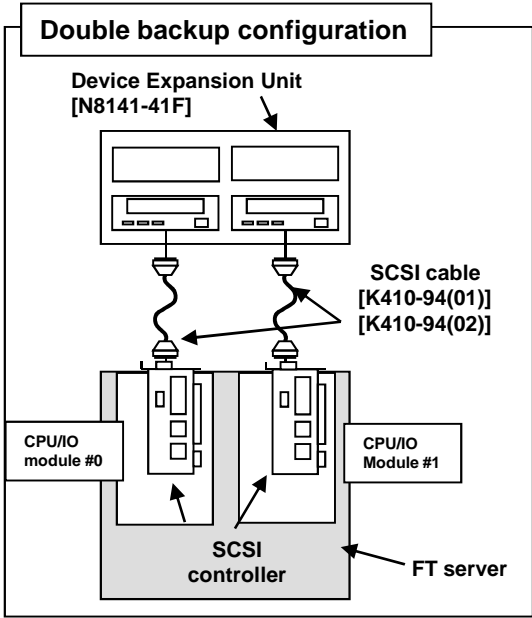 Double backup configuration
Device Expansion Unit
[N8141-41F]
SCSI cable
[K410-94(01)]
[K410-94(02)]
CPU/IO
module #0
CPU/IO
Module #1
SCSI
controller
FT server